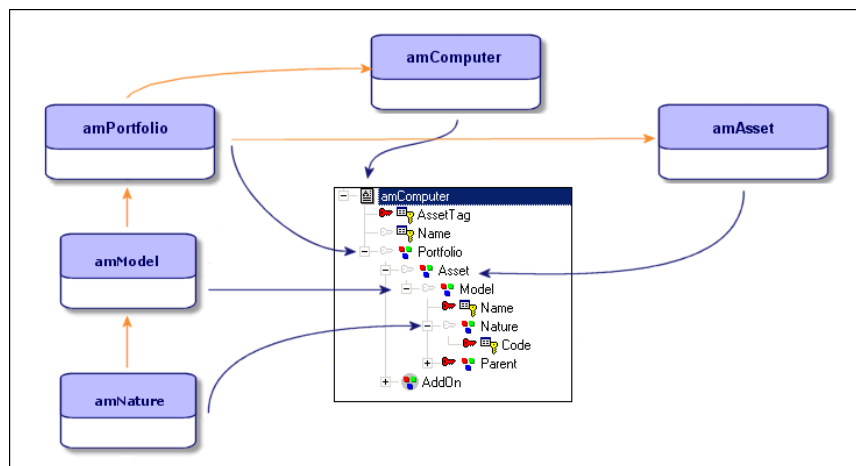 amComputer
amPortfolio
amAsset
amComputer
AssetTag
Name
Portfolio
Asset
Model
Name
Nature
Code
Parent
AddOn
amModel
amNature